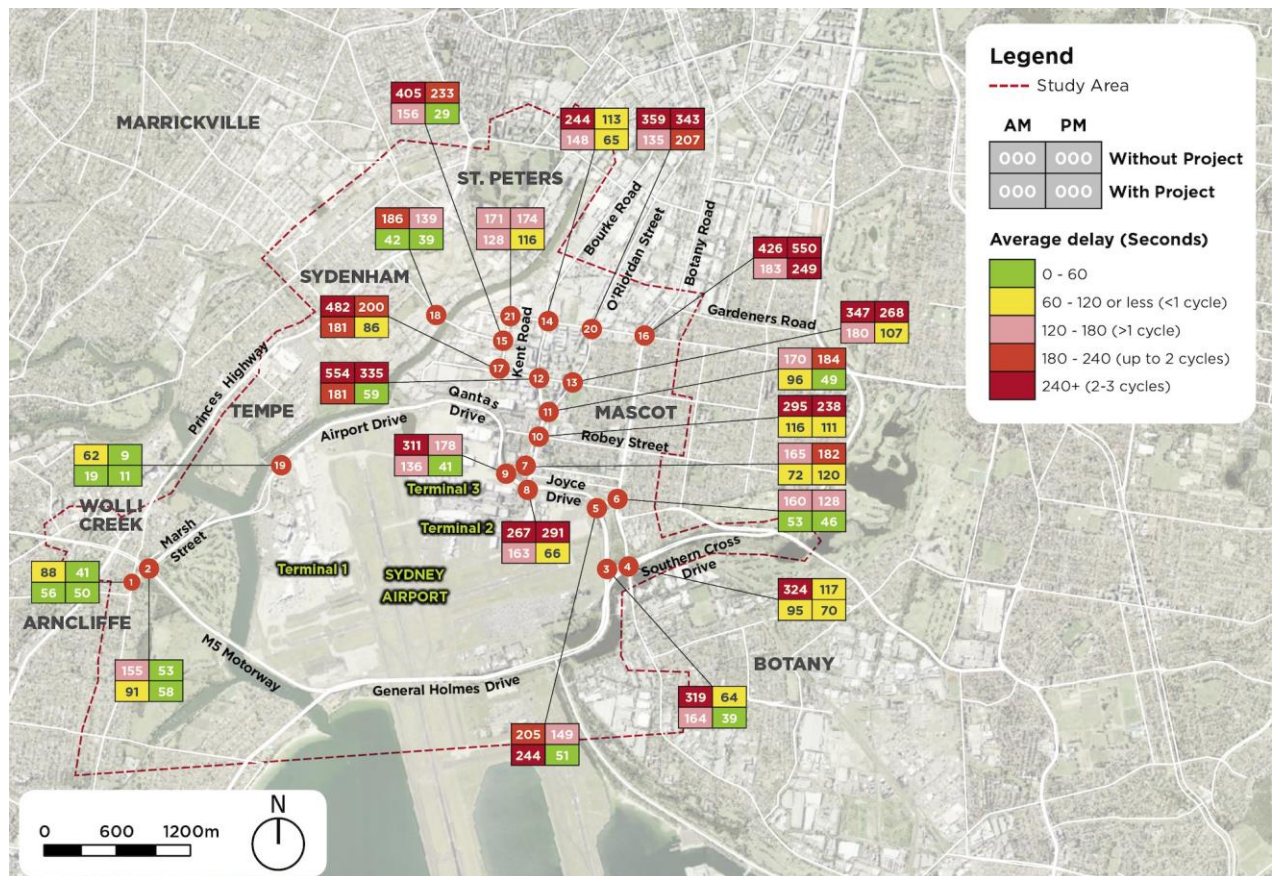 Legend
Study Area
AM PM
000 000 Without Project
000 000 With Project
Average delay (Seconds)
0 - 60
60 - 120 or less (<1 cycle)
120 - 180 (>1 cycle)
180 - 240 (up to 2 cycles)
240+ (2-3 cycles)
MARRICKVILLE
405 233
156 29
244 113
148 65
359 343
135 207
ST. PETERS
Bourke Road
O'Riordan Street
Botany Road
186 139
42 39
171 174
128 116
426 550
183 249
SYDENHAM
482 200
181 86
18
21
14
20
16
Gardeners Road
347 268
180 107
15
Kent Road
17
Princes Highway
554 335
181 59
12
13
170 184
96 49
TEMPE
Qantas
Drive
11
MASCOT
295 238
116 111
Airport Drive
10
Robey Street
62 9
19 11
19
311 178
136 41
7
9
8
165 182
72 120
Terminal 3
Joyce
Drive
6
5
160 128
53 46
WOLLI
CREEK
Marsh
Street
Terminal 2
267 291
163 66
Southern Cross
Drive
88 41
56 50
1
2
Terminal 1
SYDNEY
AIRPORT
3
4
324 117
95 70
ARNCLIFFE
M5 Motorway
155 53
91 58
General Holmes Drive
BOTANY
319 64
164 39
205 149
244 51
0 600 1200m
N